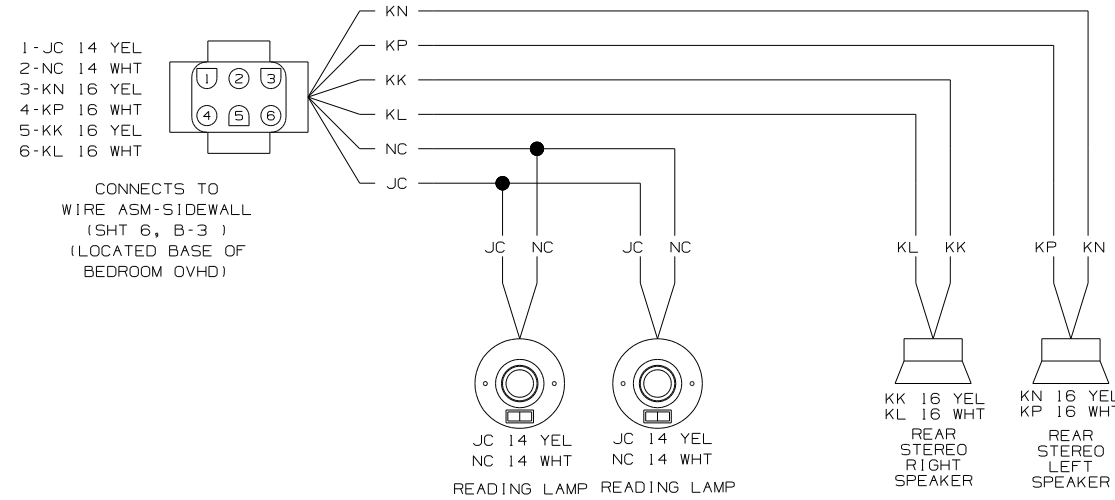 KN
KP
KK
KL
NC
JC
1-JC 14 YEL
2-NC 14 WHT
3-KN 16 YEL
4-KP 16 WHT
5-KK 16 YEL
6-KL 16 WHT
1 2 3
4 5 6
CONNECTS TO
WIRE ASM-SIDEWALL
(SHT 6, B-3 )
(LOCATED BASE OF
BEDROOM OVHD)
JC NC JC NC KL KK KP KN
JC 14 YEL
NC 14 WHT
READING LAMP
JC 14 YEL
NC 14 WHT
READING LAMP
KK 16 YEL
KL 16 WHT
REAR
STEREO
RIGHT
SPEAKER
KN 16 YEL
KP 16 WHT
REAR
STEREO
LEFT
SPEAKER